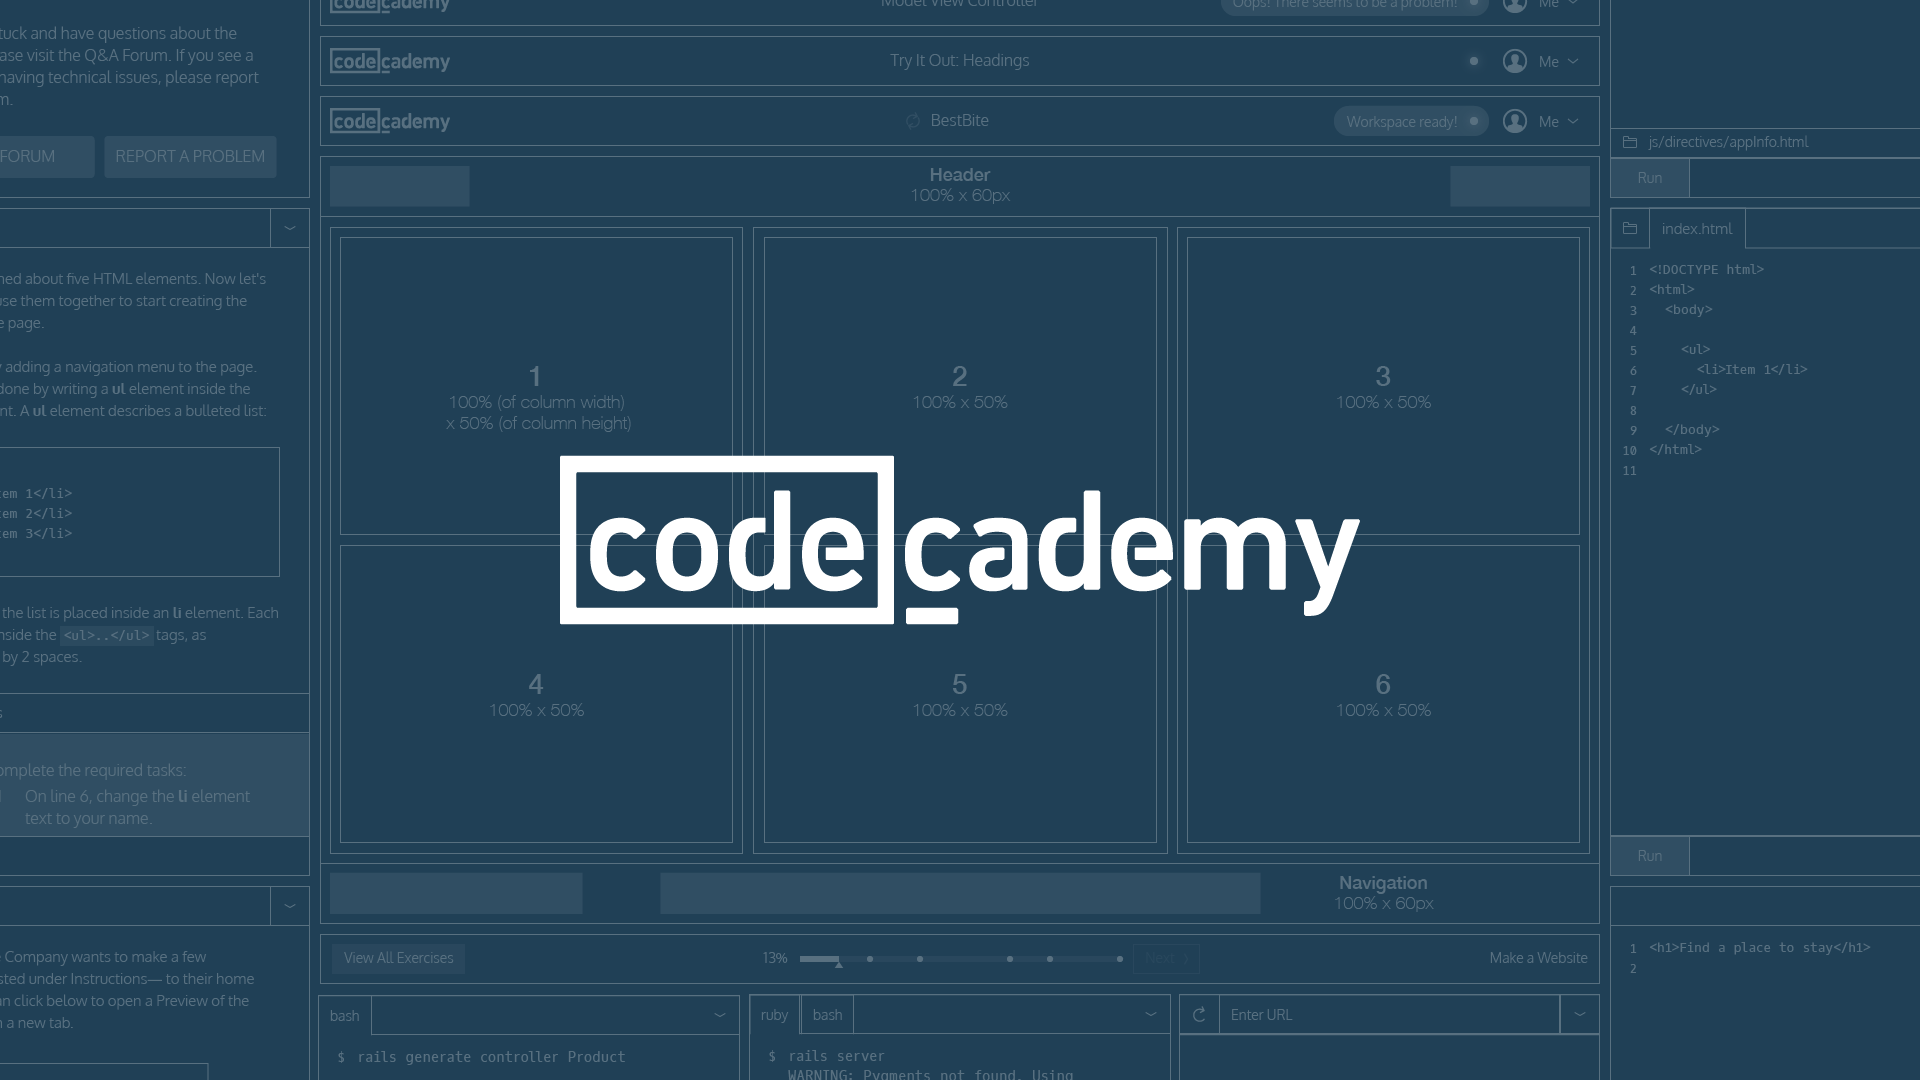 tuck and have questions about the
ase visit the Q&A Forum. If you see a
having technical issues, please report
m.
FORUM
REPORT A PROBLEM
ned about five HTML elements. Now let's
use them together to start creating the
e page.
y adding a navigation menu to the page.
done by writing a ul element inside the
nt. A ul element describes a bulleted list:
tem 1</li>
tem 2</li>
tem 3</li>
the list is placed inside an li element. Each
nside the <ul>..</ul> tags, as
by 2 spaces.
s
omplete the required tasks:
On line 6, change the li element
text to your name.
e Company wants to make a few
sted under Instructions— to their home
an click below to open a Preview of the
n a new tab.
codecademy
Model View Controller
Oops! There seems to be a problem!
Me
codecademy
Try It Out: Headings
Me
codecademy
BestBite
Workspace ready!
Me
Header
100% x 60px
1
100% (of column width)
x 50% (of column height)
2
100% x 50%
3
100% x 50%
codecademy
4
100% x 50%
5
100% x 50%
6
100% x 50%
Navigation
100% x 60px
View All Exercises
13%
Next
Make a Website
bash
$ rails generate controller Product
ruby
bash
$ rails server
WARNING: Pygments not found. Using
Enter URL
js/directives/appInfo.html
Run
index.html
1 <!DOCTYPE html>
2 <html>
3 <body>
4
5 <ul>
6 <li>Item 1</li>
7 </ul>
8
9 </body>
10 </html>
11
Run
1 <h1>Find a place to stay</h1>
2